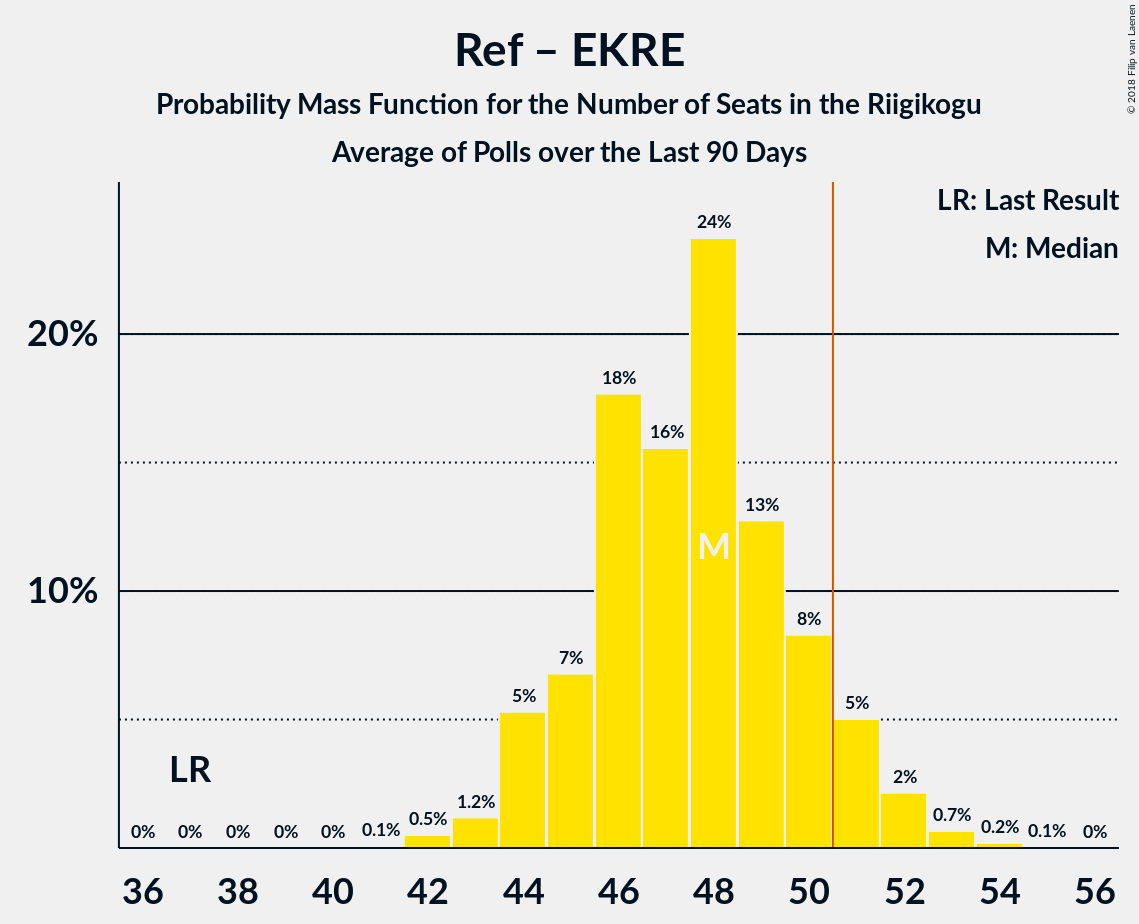 Ref – EKRE
Probability Mass Function for the Number of Seats in the Riigikogu
Average of Polls over the Last 90 Days
© 2018 Filip van Laenen
LR: Last Result
M: Median
24%
20%
18%
16%
13%
M
10%
8%
7%
5%
5%
LR
2%
1.2%
0.7%
0.5%
0% 0% 0% 0% 0% 0.1% 0.2% 0.1% 0%
36 38 40 42 44 46 48 50 52 54 56